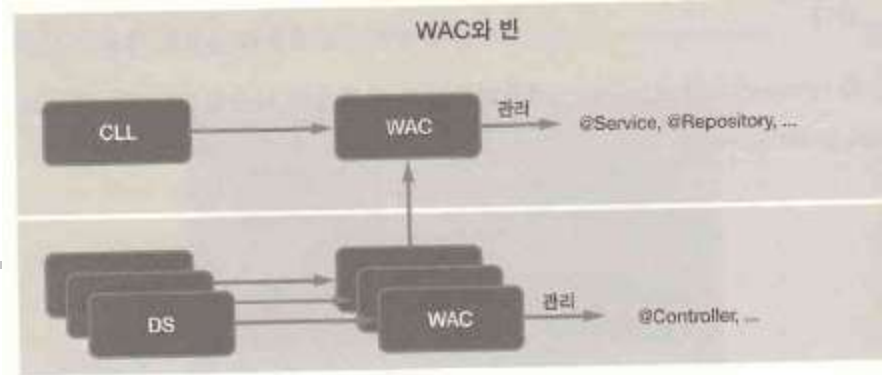 WAC와 빈
CLL
WAC
관리
@Service, @Repository, ...
DS
WAC
관리
@Controller, ...